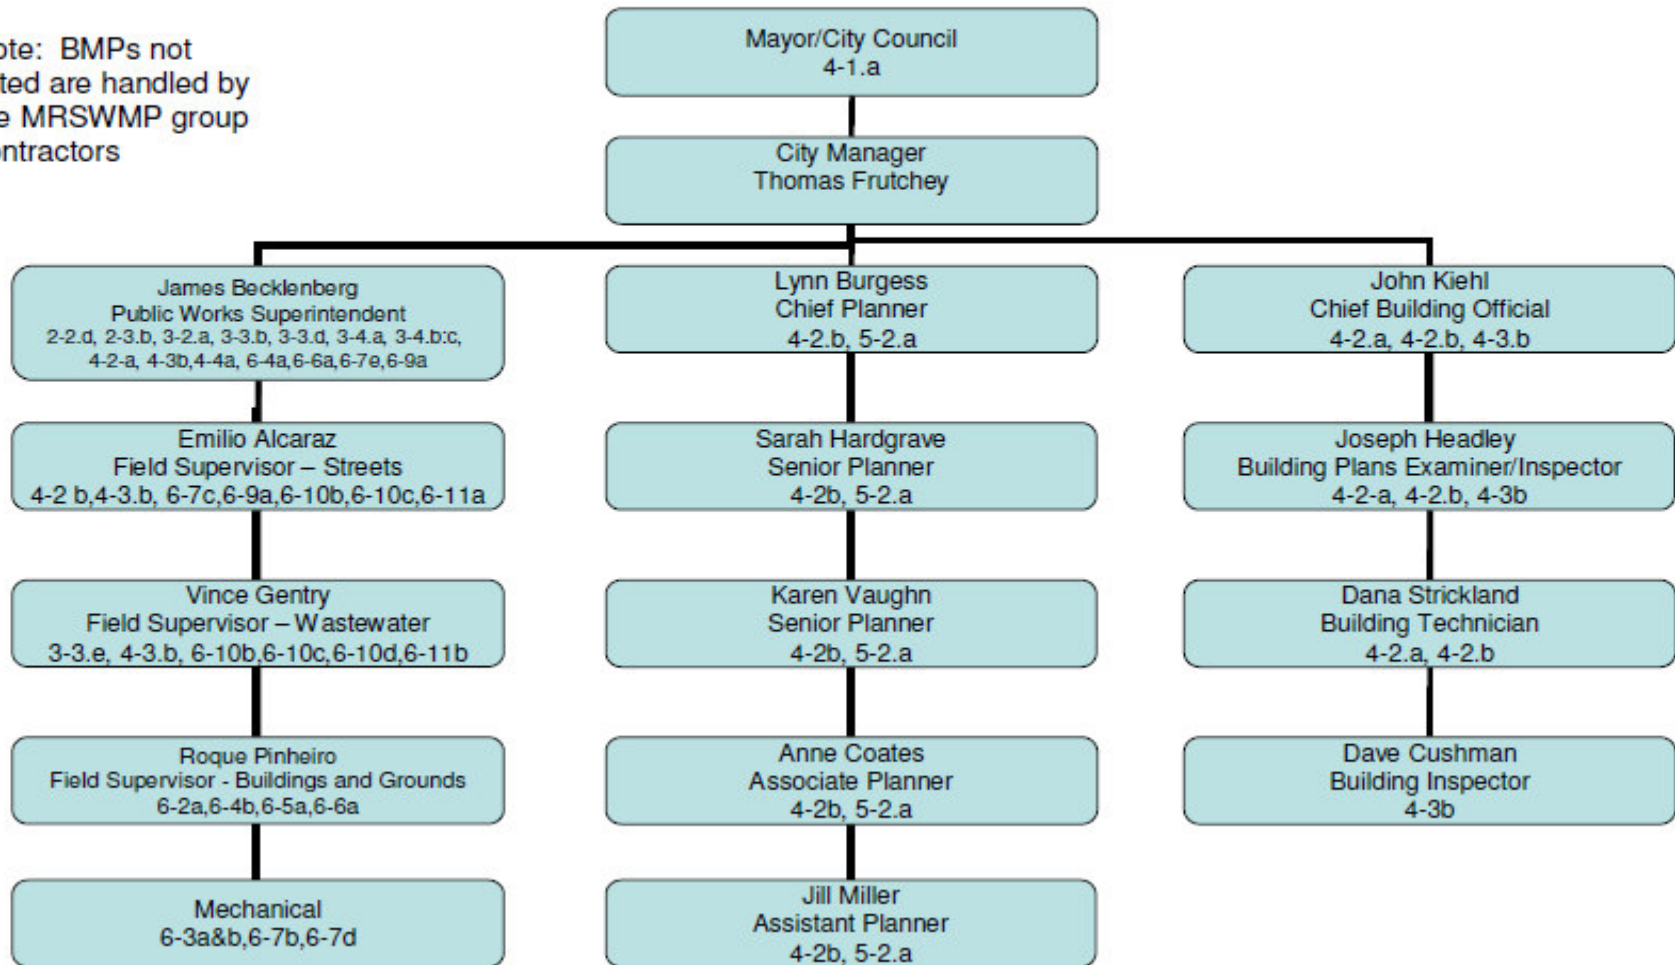 ote: BMPs not
ted are handled by
e MRSWMP group
ontractors
Mayor/City Council
4-1.a
City Manager
Thomas Frutchey
James Becklenberg
Public Works Superintendent
2-2.d, 2-3.b, 3-2.a, 3-3.b, 3-3.d, 3-4.a, 3-4.b:c,
4-2-a, 4-3b,4-4a, 6-4a,6-6a,6-7e,6-9a
Emilio Alcaraz
Field Supervisor – Streets
4-2 b,4-3.b, 6-7c,6-9a,6-10b,6-10c,6-11a
Vince Gentry
Field Supervisor – Wastewater
3-3.e, 4-3.b, 6-10b,6-10c,6-10d,6-11b
Roque Pinheiro
Field Supervisor - Buildings and Grounds
6-2a,6-4b,6-5a,6-6a
Mechanical
6-3a&b,6-7b,6-7d
Lynn Burgess
Chief Planner
4-2.b, 5-2.a
Sarah Hardgrave
Senior Planner
4-2b, 5-2.a
Karen Vaughn
Senior Planner
4-2b, 5-2.a
Anne Coates
Associate Planner
4-2b, 5-2.a
Jill Miller
Assistant Planner
4-2b, 5-2.a
John Kiehl
Chief Building Official
4-2.a, 4-2.b, 4-3.b
Joseph Headley
Building Plans Examiner/Inspector
4-2-a, 4-2.b, 4-3b
Dana Strickland
Building Technician
4-2.a, 4-2.b
Dave Cushman
Building Inspector
4-3b